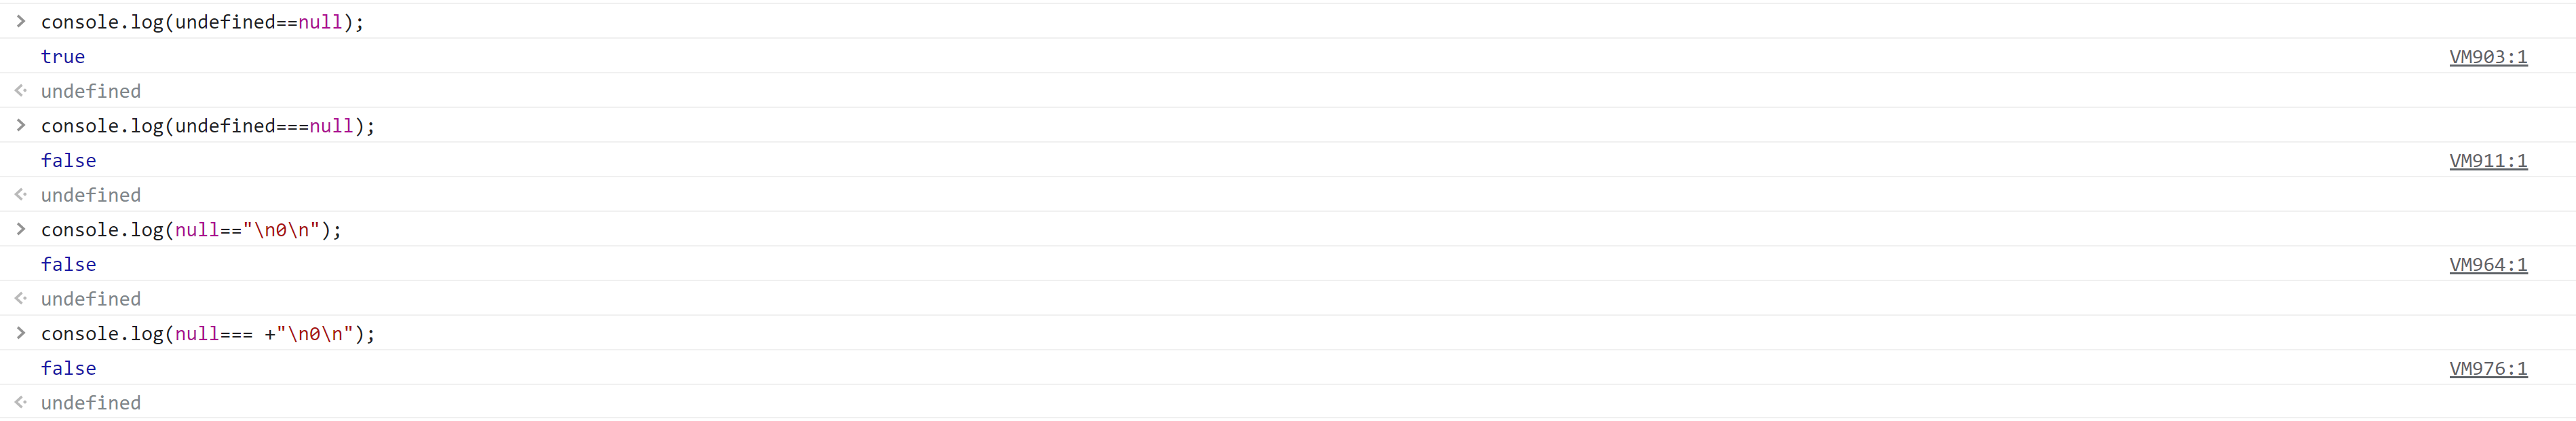 > console.log(undefined==null);
true VM903:1
<· undefined
> console.log(undefined===null);
false VM911:1
<· undefined
> console.log(null=="\n0\n");
false VM964:1
<· undefined
> console.log(null=== +"\n0\n");
false VM976:1
<· undefined